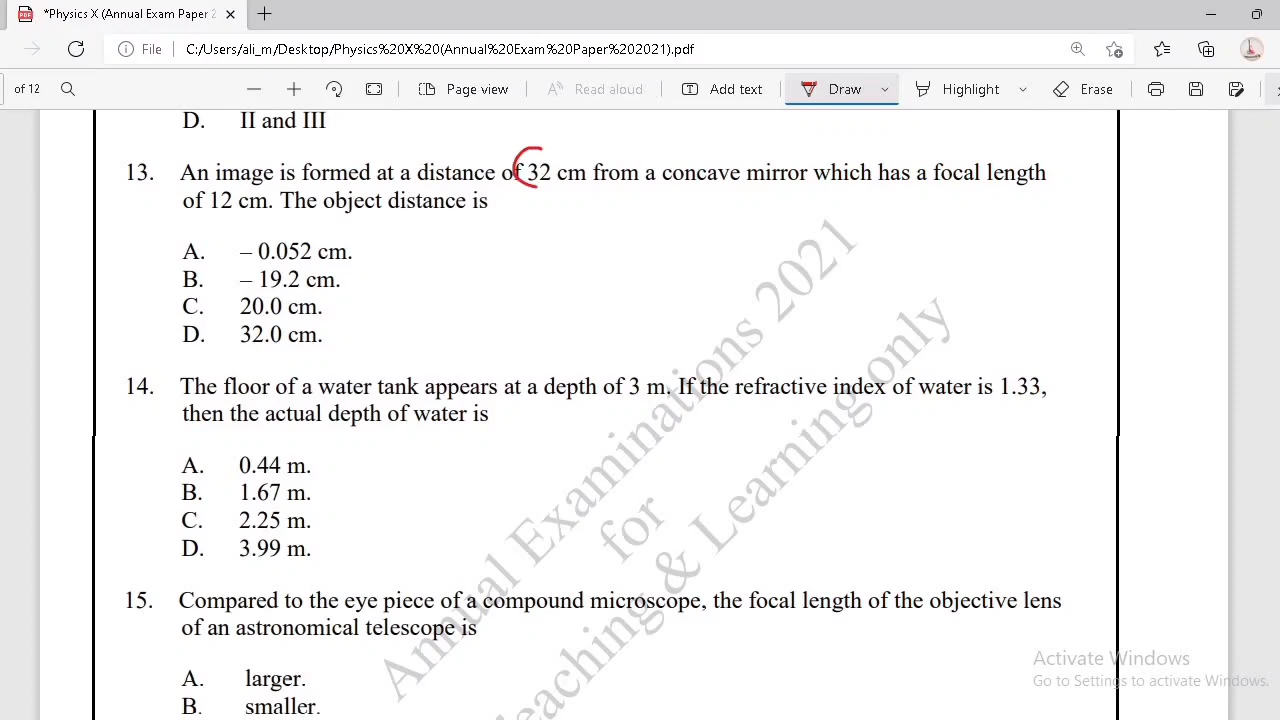 *Physics X (Annual Exam Paper 2
File
C:/Users/ali_m/Desktop/Physics%20X%20(Annual%20Exam%20Paper%202021).pdf
of 12
Page view
Read aloud
Add text
Draw
Highlight
Erase
D. II and III
13. An image is formed at a distance of 32 cm from a concave mirror which has a focal length
of 12 cm. The object distance is
A. – 0.052 cm.
B. – 19.2 cm.
C. 20.0 cm.
D. 32.0 cm.
14. The floor of a water tank appears at a depth of 3 m. If the refractive index of water is 1.33,
then the actual depth of water is
A. 0.44 m.
B. 1.67 m.
C. 2.25 m.
D. 3.99 m.
15. Compared to the eye piece of a compound microscope, the focal length of the objective lens
of an astronomical telescope is
A. larger.
B. smaller.
Annual Examinations 2021
for
Teaching & Learning only
Activate Windows
Go to Settings to activate Windows.